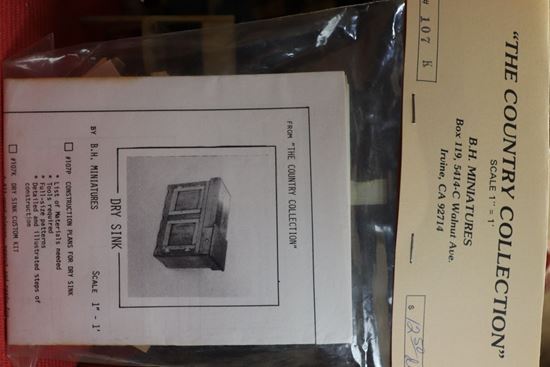 # 107 K
"THE COUNTRY COLLECTION"
SCALE 1" = 1'
B.H. MINIATURES
Box 119, 5414-C Walnut Ave.
Irvine, CA 92714
$ 12.50
FROM "THE COUNTRY COLLECTION"
DRY SINK
BY B.H. MINIATURES
SCALE 1" - 1'
#107P CONSTRUCTION PLANS FOR DRY SINK
* List of Materials needed
* Tools required
* Full-size patterns
* Detailed and illustrated steps of
construction
#107K DRY SINK CUSTOM KIT